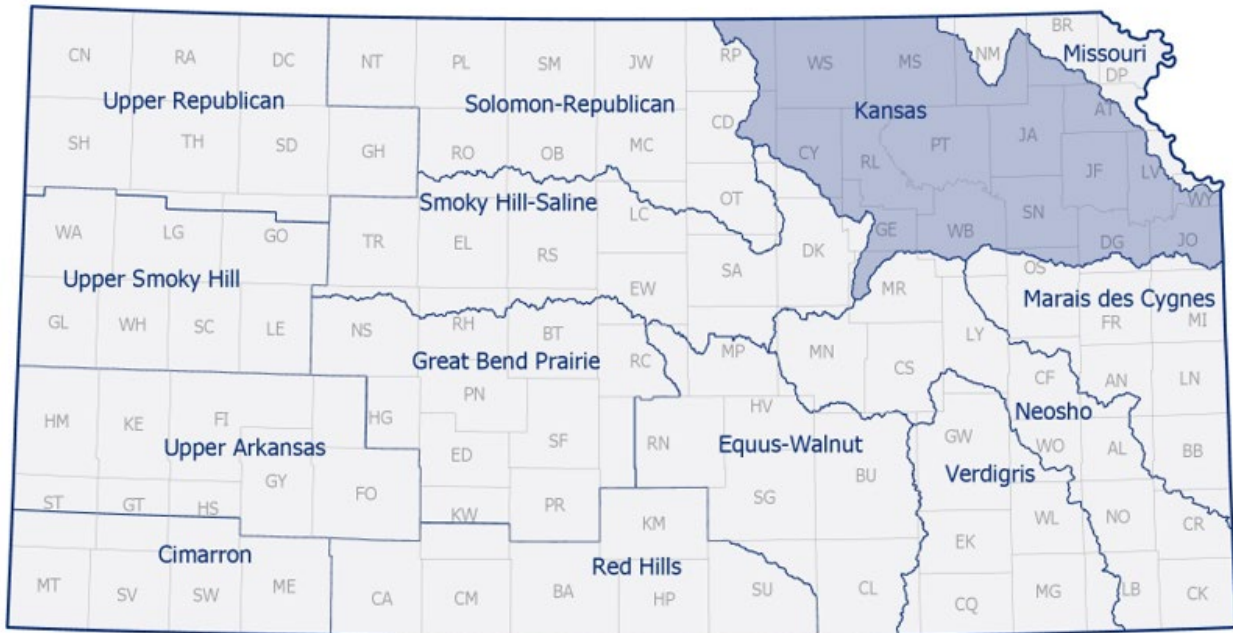 BR
CN RA DC NT PL SM JW RP WS MS NM Missouri
DP
Upper Republican Solomon-Republican Kansas
AT
SH TH SD GH RO OB MC CD CY RL PT JA JF LV
WY
Smoky Hill-Saline OT SN
WA LG GO TR EL RS LC DK GE WB DG JO
Upper Smoky Hill EW SA MR OS Marais des Cygnes
GL WH SC LE NS RH BT FR MI
Great Bend Prairie RC MP MN CS LY
PN CF AN LN
HM KE FI HG HV Neosho
Upper Arkansas ED SF RN Equus-Walnut GW WO AL BB
GY BU Verdigris
ST GT HS FO KW PR SG
KM WL NO CR
Cimarron Red Hills EK
MT SV SW ME CA CM BA HP SU CL CQ MG LB CK